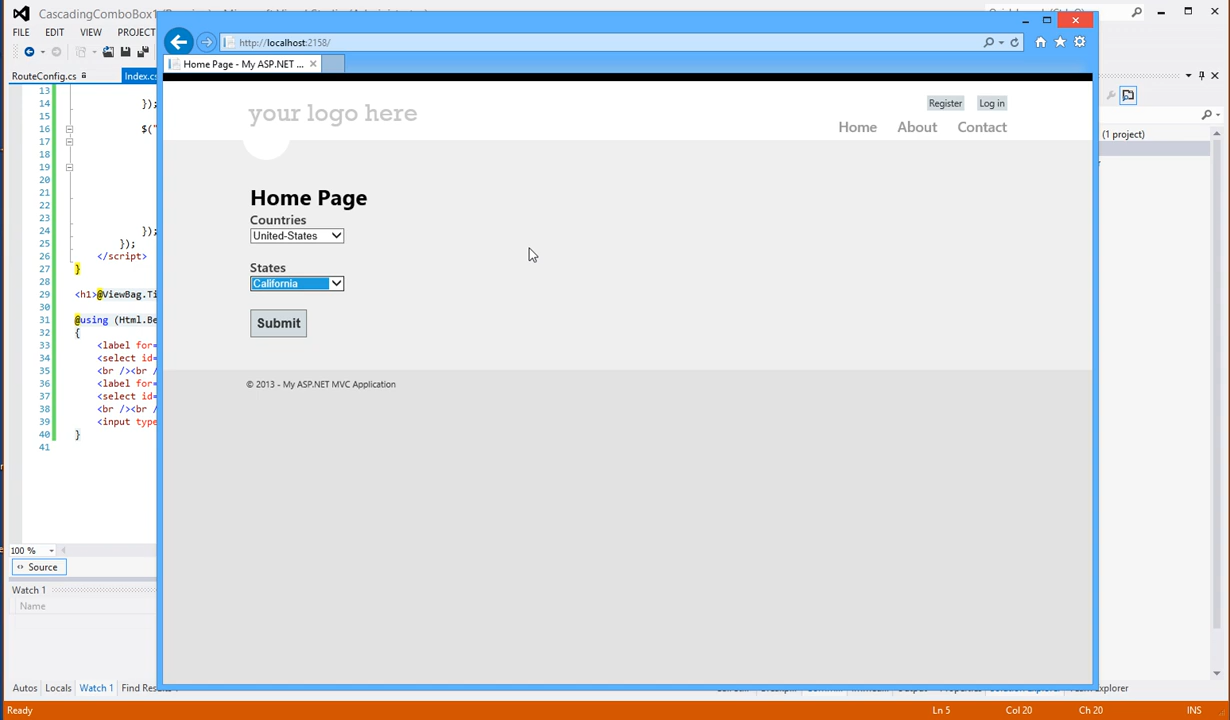 CascadingComboBox1
FILE EDIT VIEW PROJECT
RouteConfig.cs
Index.cs
http://localhost:2158/
Home Page - My ASP.NET ...
Register Log in
your logo here
Home About Contact
Home Page
Countries
United-States
States
California
Submit
© 2013 - My ASP.NET MVC Application
(1 project)
13
14 });
15
16 $("
17
18
19
20
21
22
23
24 });
25 });
26 </script>
27 }
28
29 <h1>@ViewBag.Ti
30
31 @using (Html.Be
32 {
33 <label for=
34 <select id=
35 <br /><br /
36 <label for=
37 <select id=
38 <br /><br /
39 <input type
40 }
41
100 %
Source
Watch 1
Name
Autos Locals Watch 1 Find Results
Ready Ln 5 Col 20 Ch 20 INS